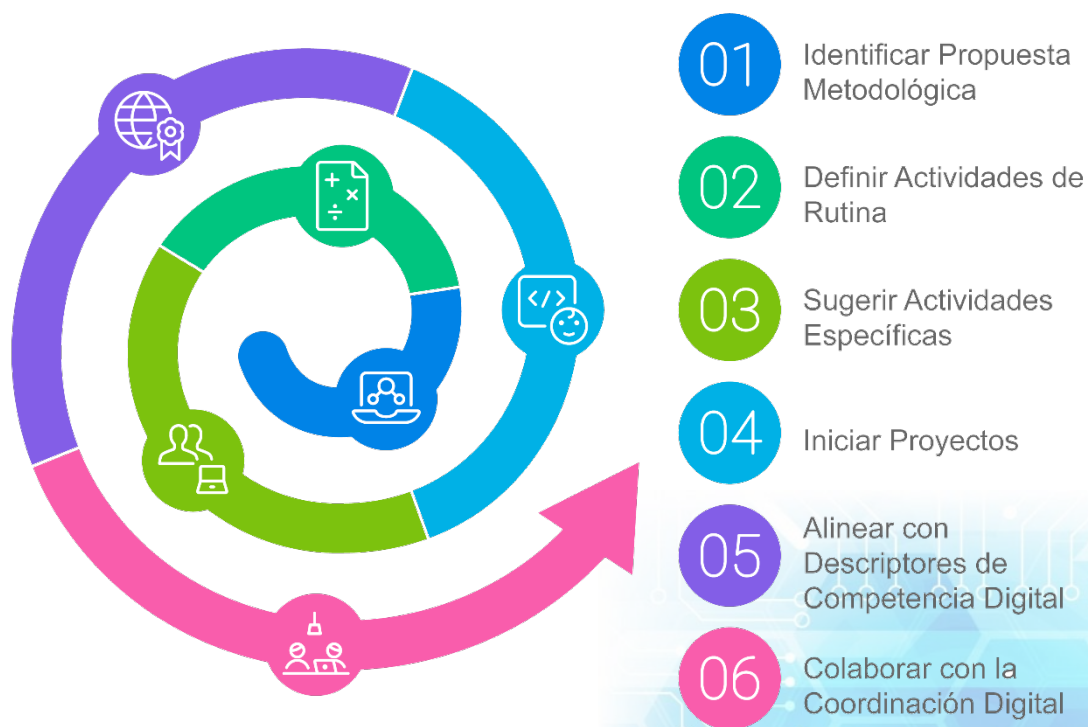 01
Identificar Propuesta
Metodológica
02
Definir Actividades de
Rutina
03
Sugerir Actividades
Específicas
04
Iniciar Proyectos
05
Alinear con
Descriptores de
Competencia Digital
06
Colaborar con la
Coordinación Digital